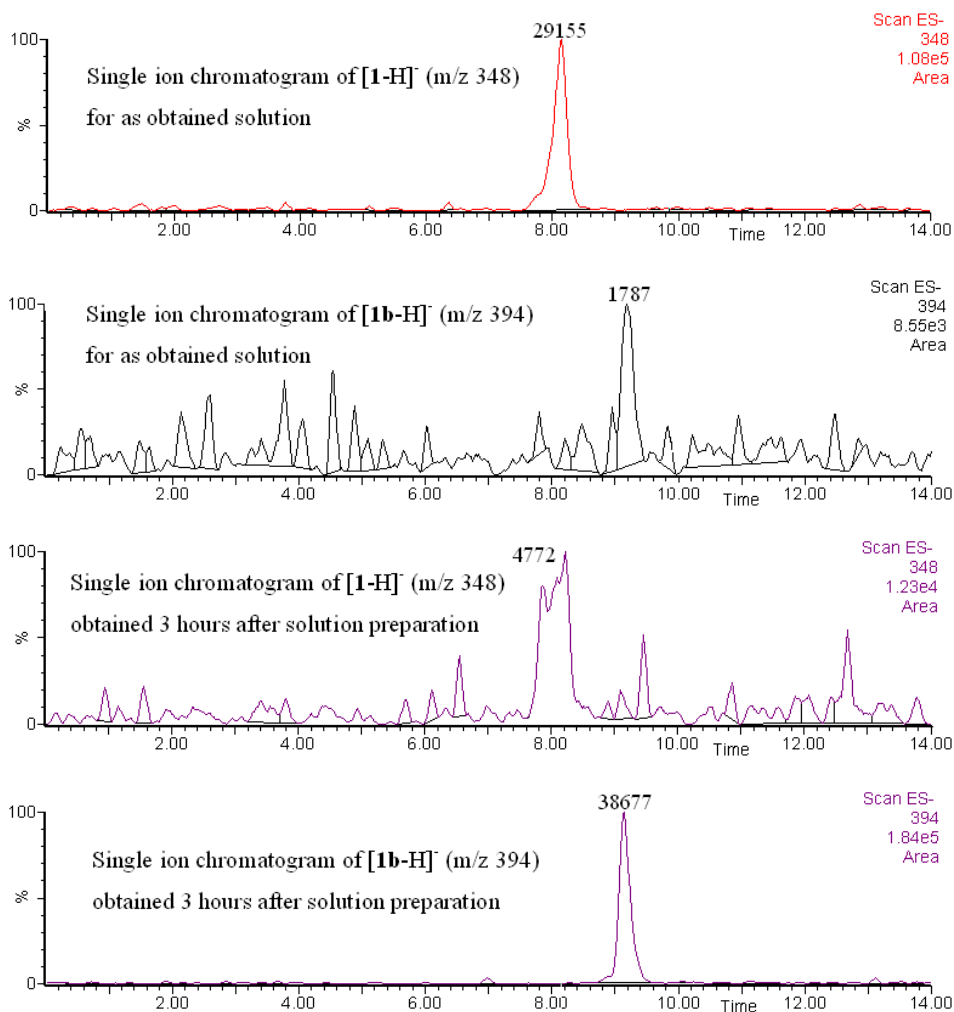 29155
Scan ES-
348
1.08e5
Area
100
%
0
Single ion chromatogram of [1-H]⁻ (m/z 348)
for as obtained solution
2.00 4.00 6.00 8.00 10.00 12.00 14.00
Time
1787
Scan ES-
394
8.55e3
Area
100
%
0
Single ion chromatogram of [1b-H]⁻ (m/z 394)
for as obtained solution
2.00 4.00 6.00 8.00 10.00 12.00 14.00
Time
4772
Scan ES-
348
1.23e4
Area
100
%
0
Single ion chromatogram of [1-H]⁻ (m/z 348)
obtained 3 hours after solution preparation
2.00 4.00 6.00 8.00 10.00 12.00 14.00
Time
38677
Scan ES-
394
1.84e5
Area
100
%
0
Single ion chromatogram of [1b-H]⁻ (m/z 394)
obtained 3 hours after solution preparation
2.00 4.00 6.00 8.00 10.00 12.00 14.00
Time